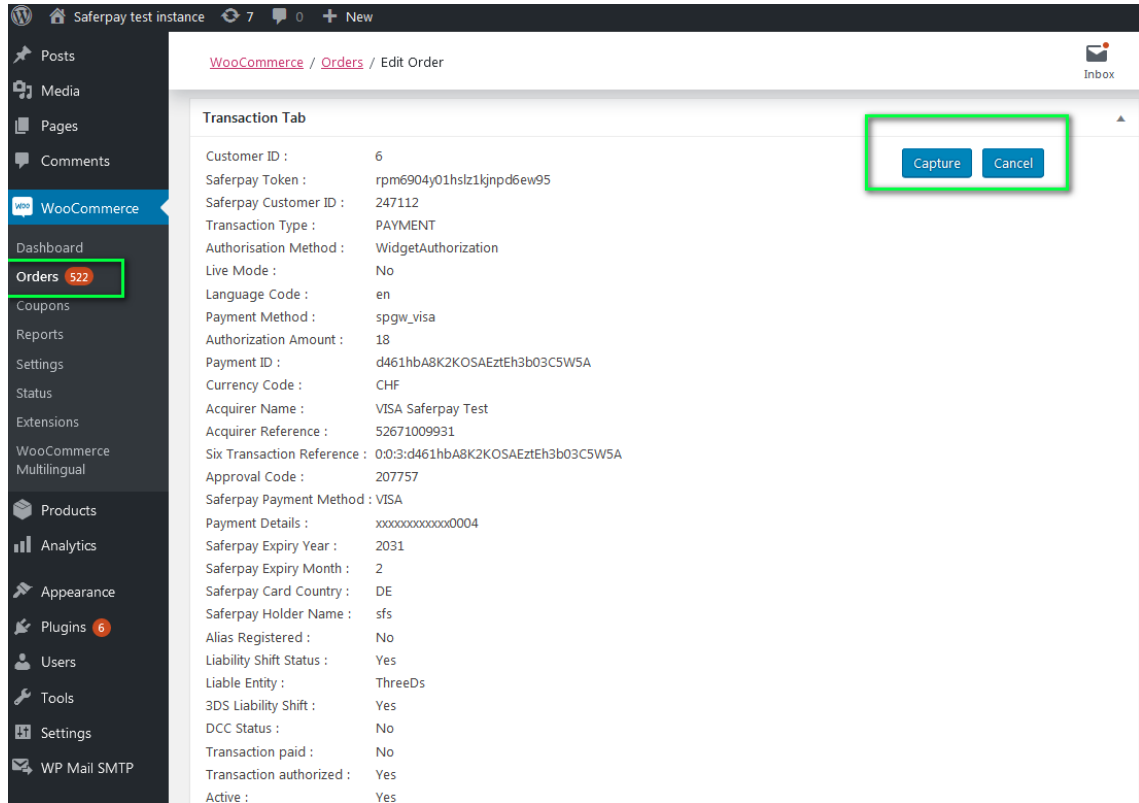 Saferpay test instance 7 0 New
Posts
Media
Pages
Comments
WooCommerce
Dashboard
Orders 522
Coupons
Reports
Settings
Status
Extensions
WooCommerce
Multilingual
Products
Analytics
Appearance
Plugins 6
Users
Tools
Settings
WP Mail SMTP
WooCommerce / Orders / Edit Order
Inbox
Transaction Tab
Capture Cancel
Customer ID : 6
Saferpay Token : rpm6904y01hslz1kjnpd6ew95
Saferpay Customer ID : 247112
Transaction Type : PAYMENT
Authorisation Method : WidgetAuthorization
Live Mode : No
Language Code : en
Payment Method : spgw_visa
Authorization Amount : 18
Payment ID : d461hbA8K2KOSAEztEh3b03C5W5A
Currency Code : CHF
Acquirer Name : VISA Saferpay Test
Acquirer Reference : 52671009931
Six Transaction Reference : 0:0:3:d461hbA8K2KOSAEztEh3b03C5W5A
Approval Code : 207757
Saferpay Payment Method : VISA
Payment Details : xxxxxxxxxxxx0004
Saferpay Expiry Year : 2031
Saferpay Expiry Month : 2
Saferpay Card Country : DE
Saferpay Holder Name : sfs
Alias Registered : No
Liability Shift Status : Yes
Liable Entity : ThreeDs
3DS Liability Shift : Yes
DCC Status : No
Transaction paid : No
Transaction authorized : Yes
Active : Yes